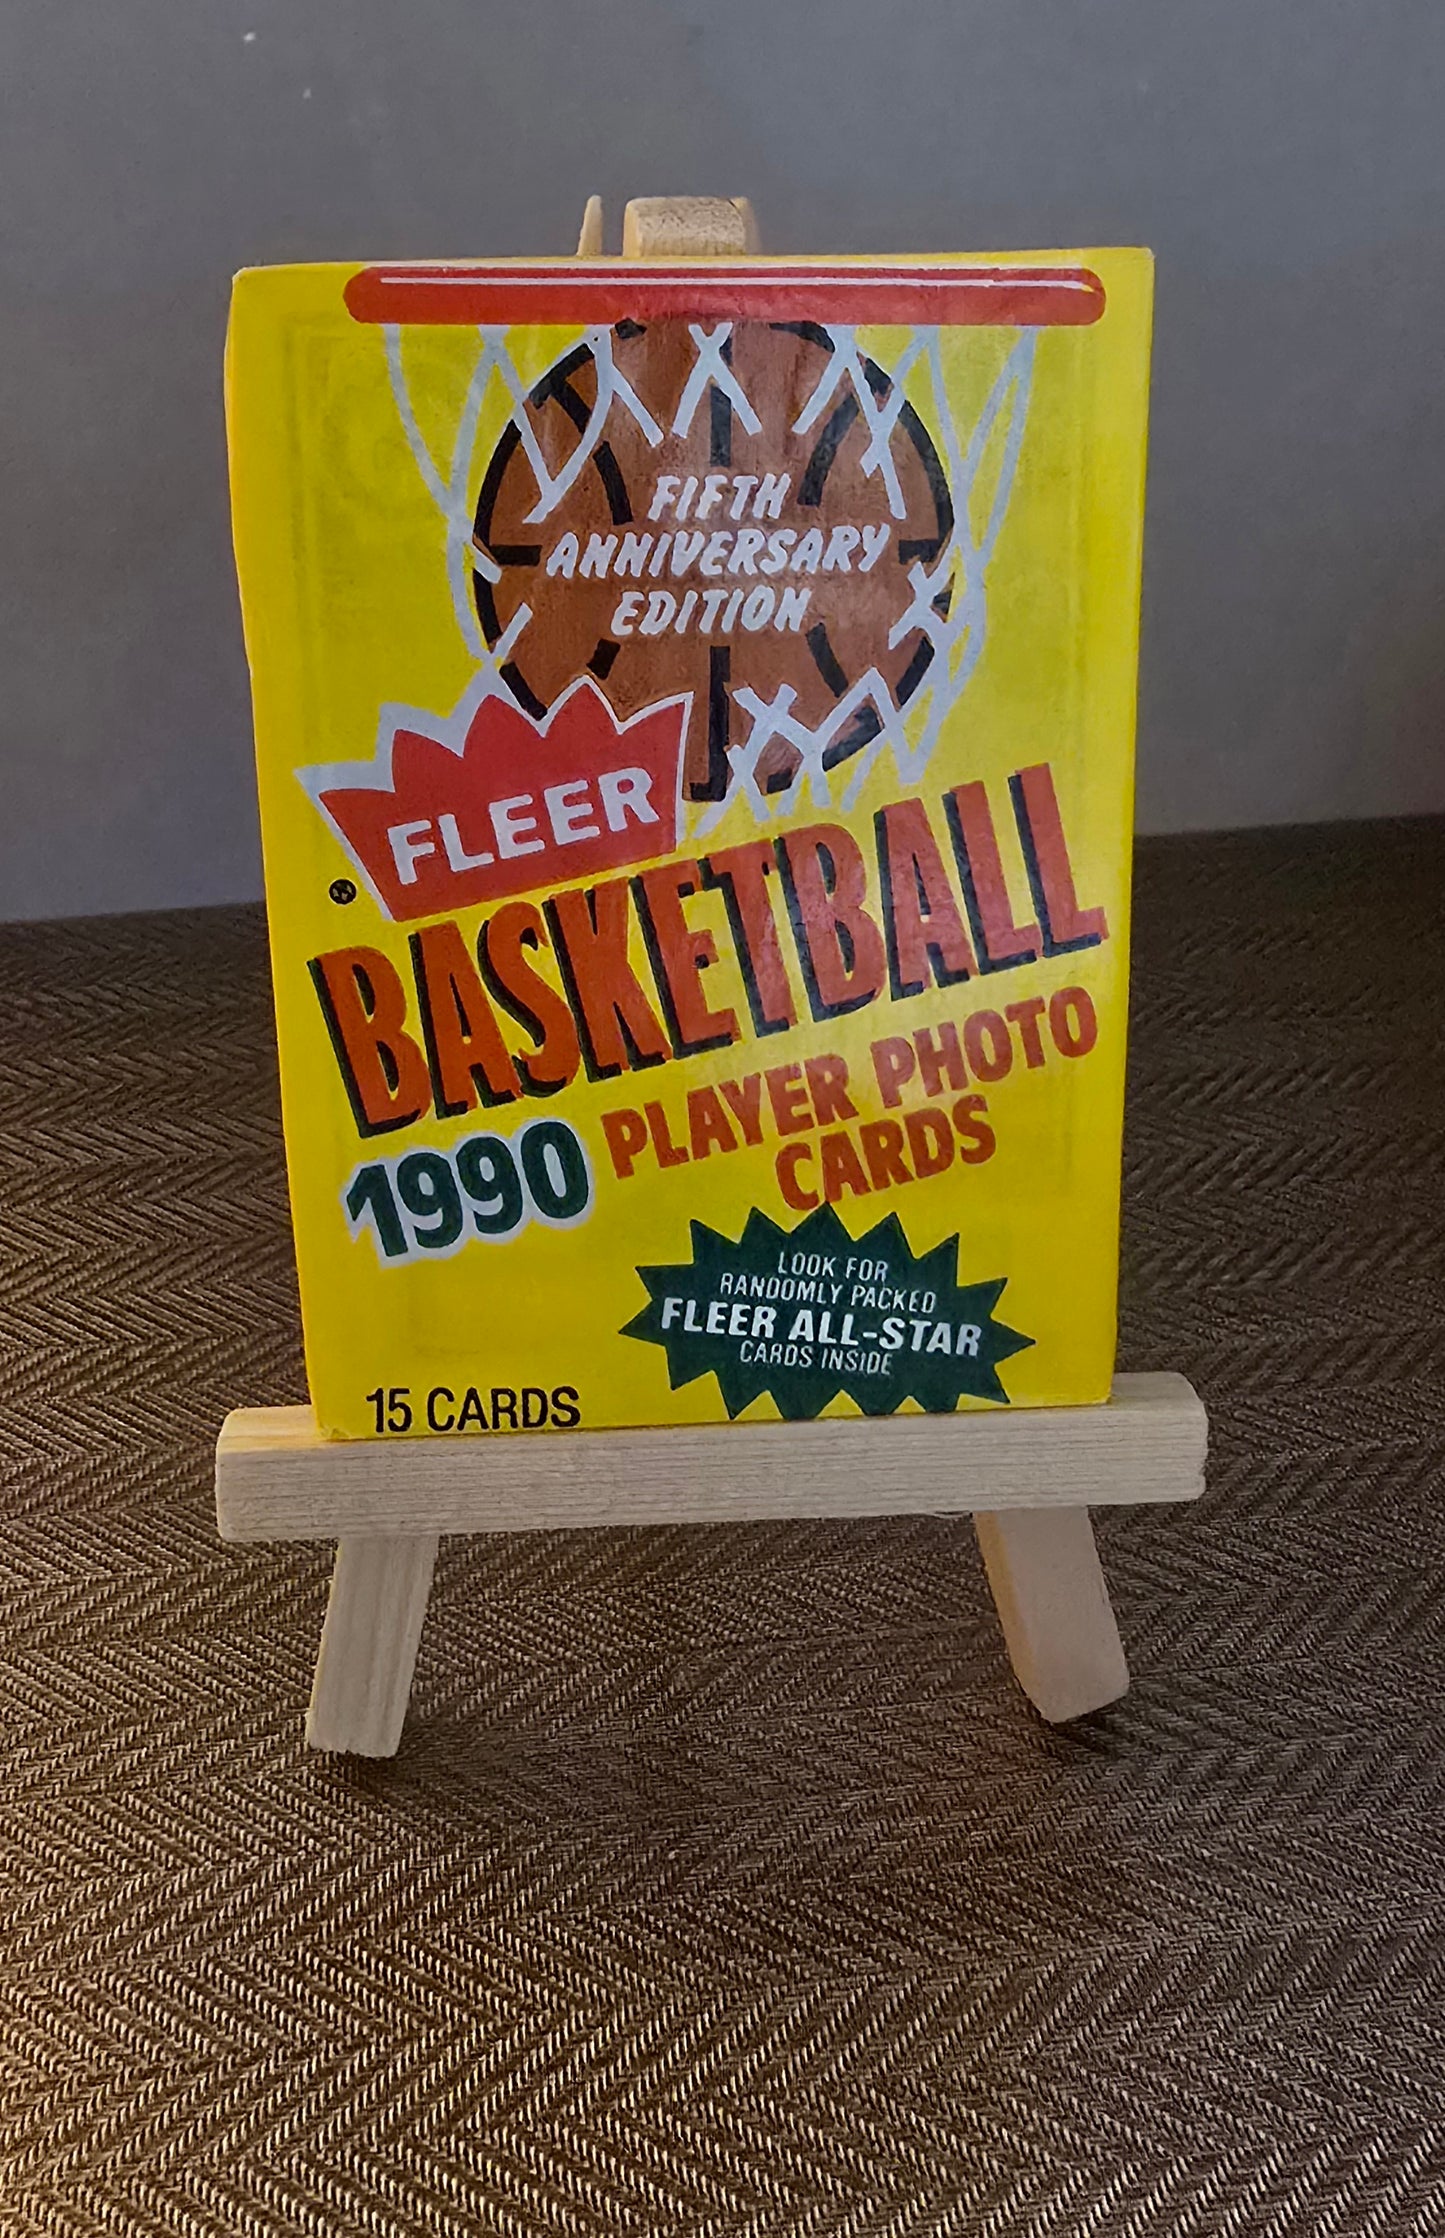 FIFTH
ANNIVERSARY
EDITION
FLEER
BASKETBALL
1990 PLAYER PHOTO
CARDS
LOOK FOR
RANDOMLY PACKED
FLEER ALL-STAR
CARDS INSIDE
15 CARDS